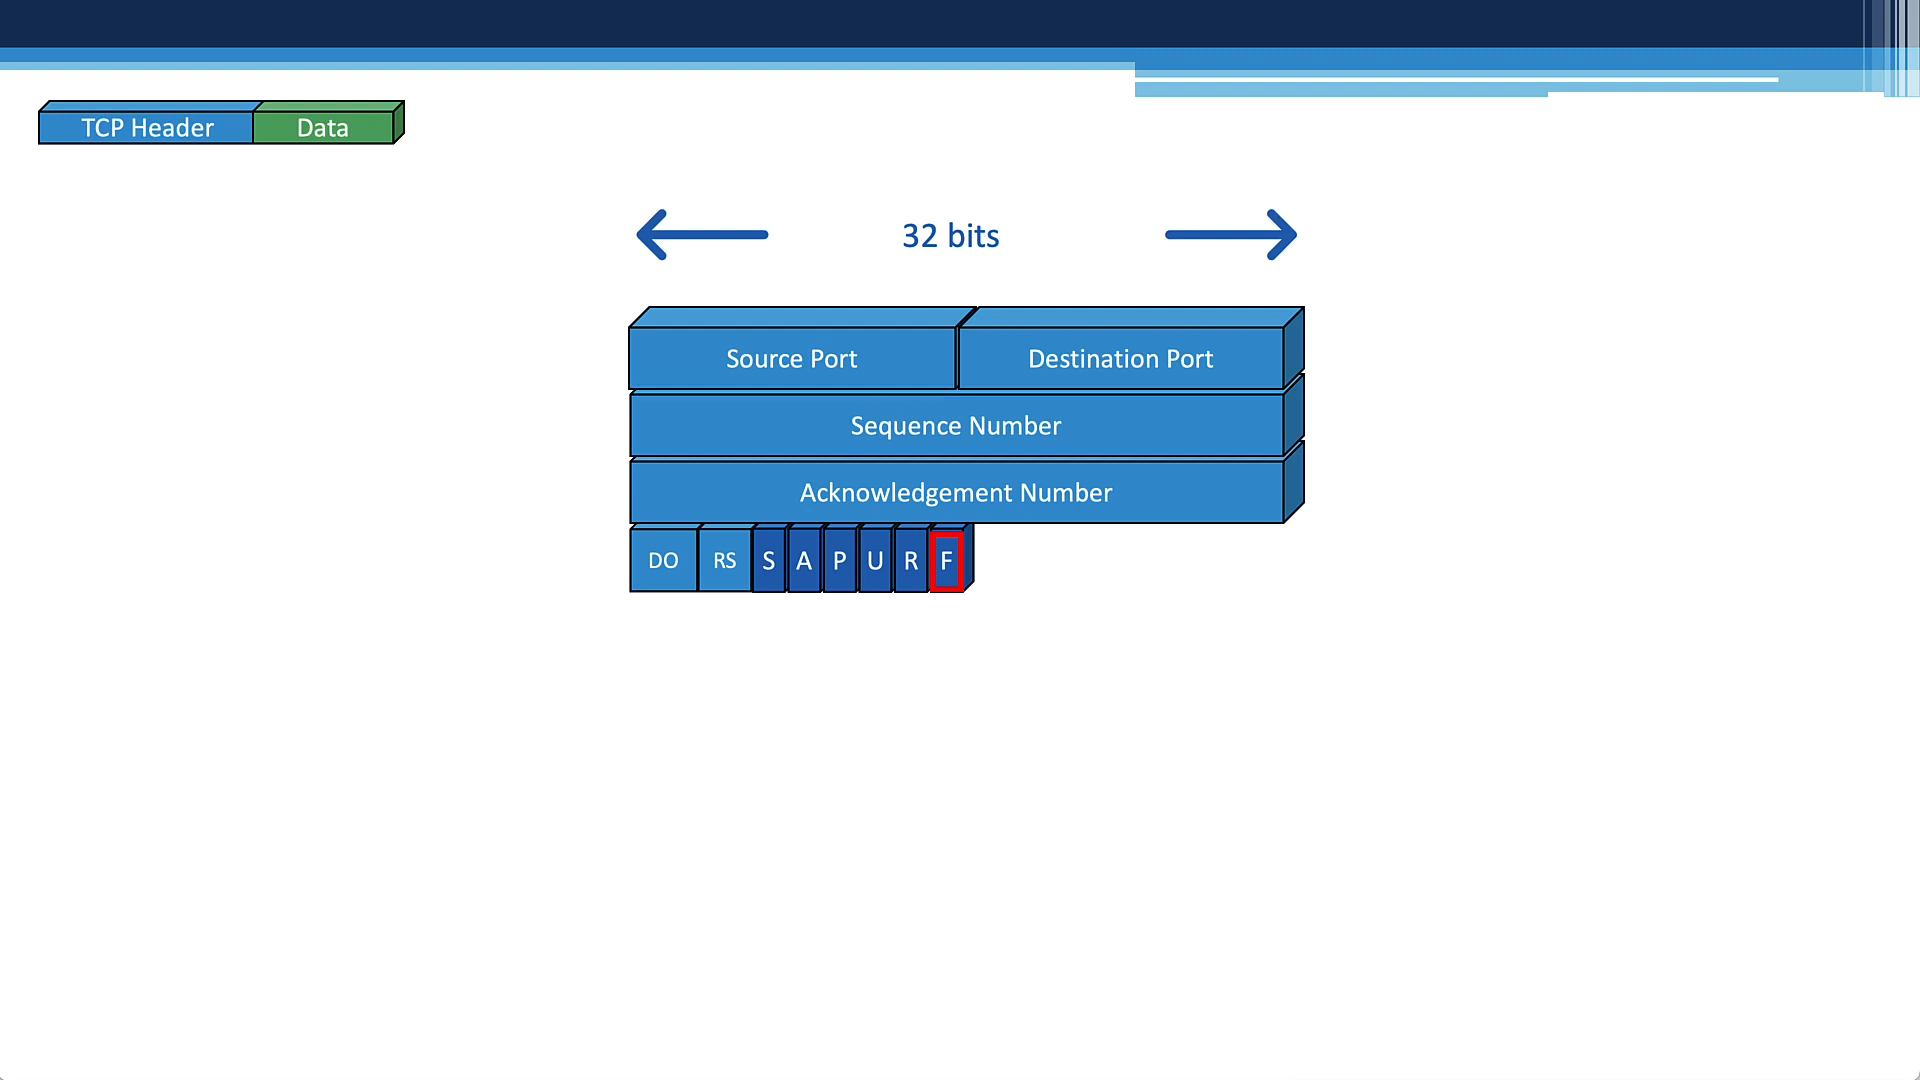 TCP Header Data
32 bits
Source Port Destination Port
Sequence Number
Acknowledgement Number
DO RS S A P U R F